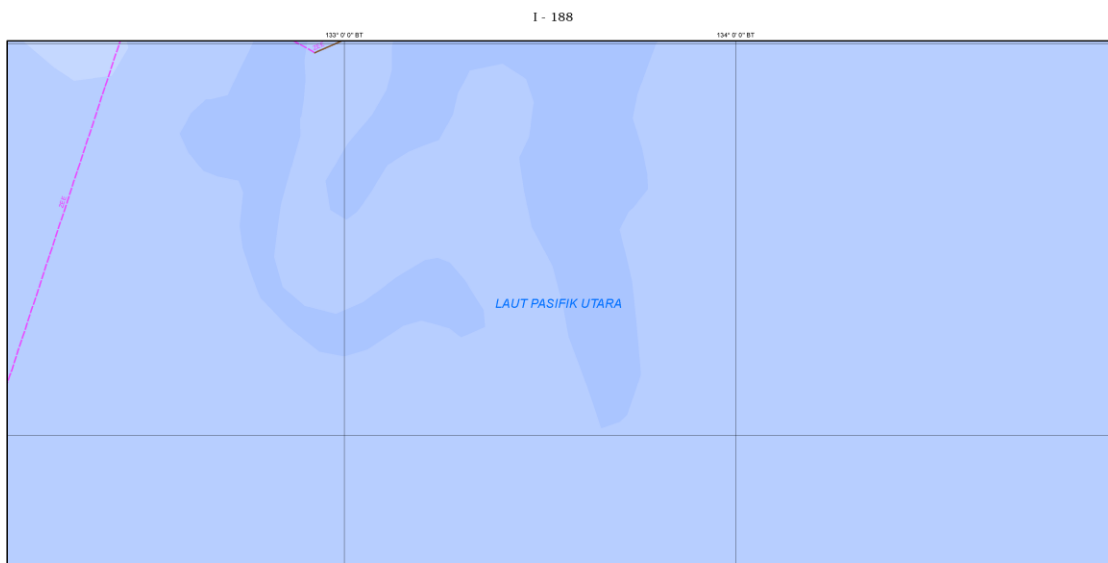 I - 188
133° 0' 0" BT
134° 0' 0" BT
LAUT PASIFIK UTARA